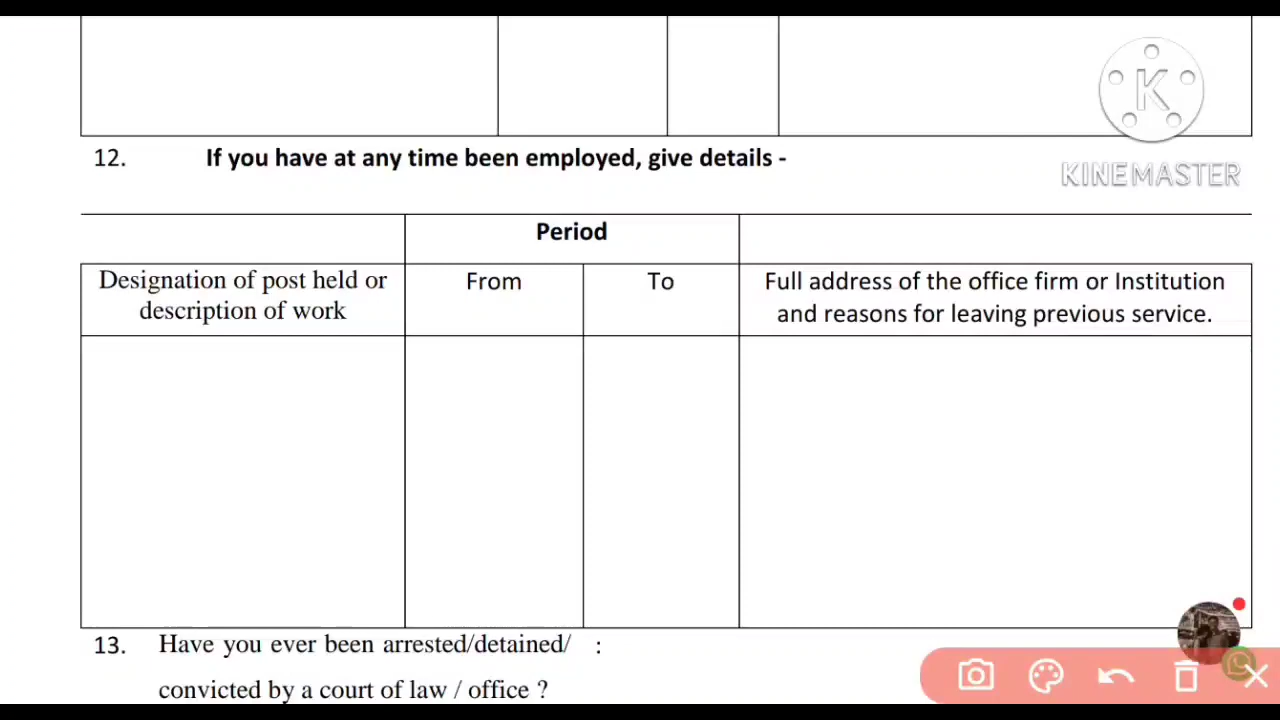 K
KINEMASTER
12. If you have at any time been employed, give details -
Period
Designation of post held or
description of work
From
To
Full address of the office firm or Institution
and reasons for leaving previous service.
13. Have you ever been arrested/detained/ :
convicted by a court of law / office ?